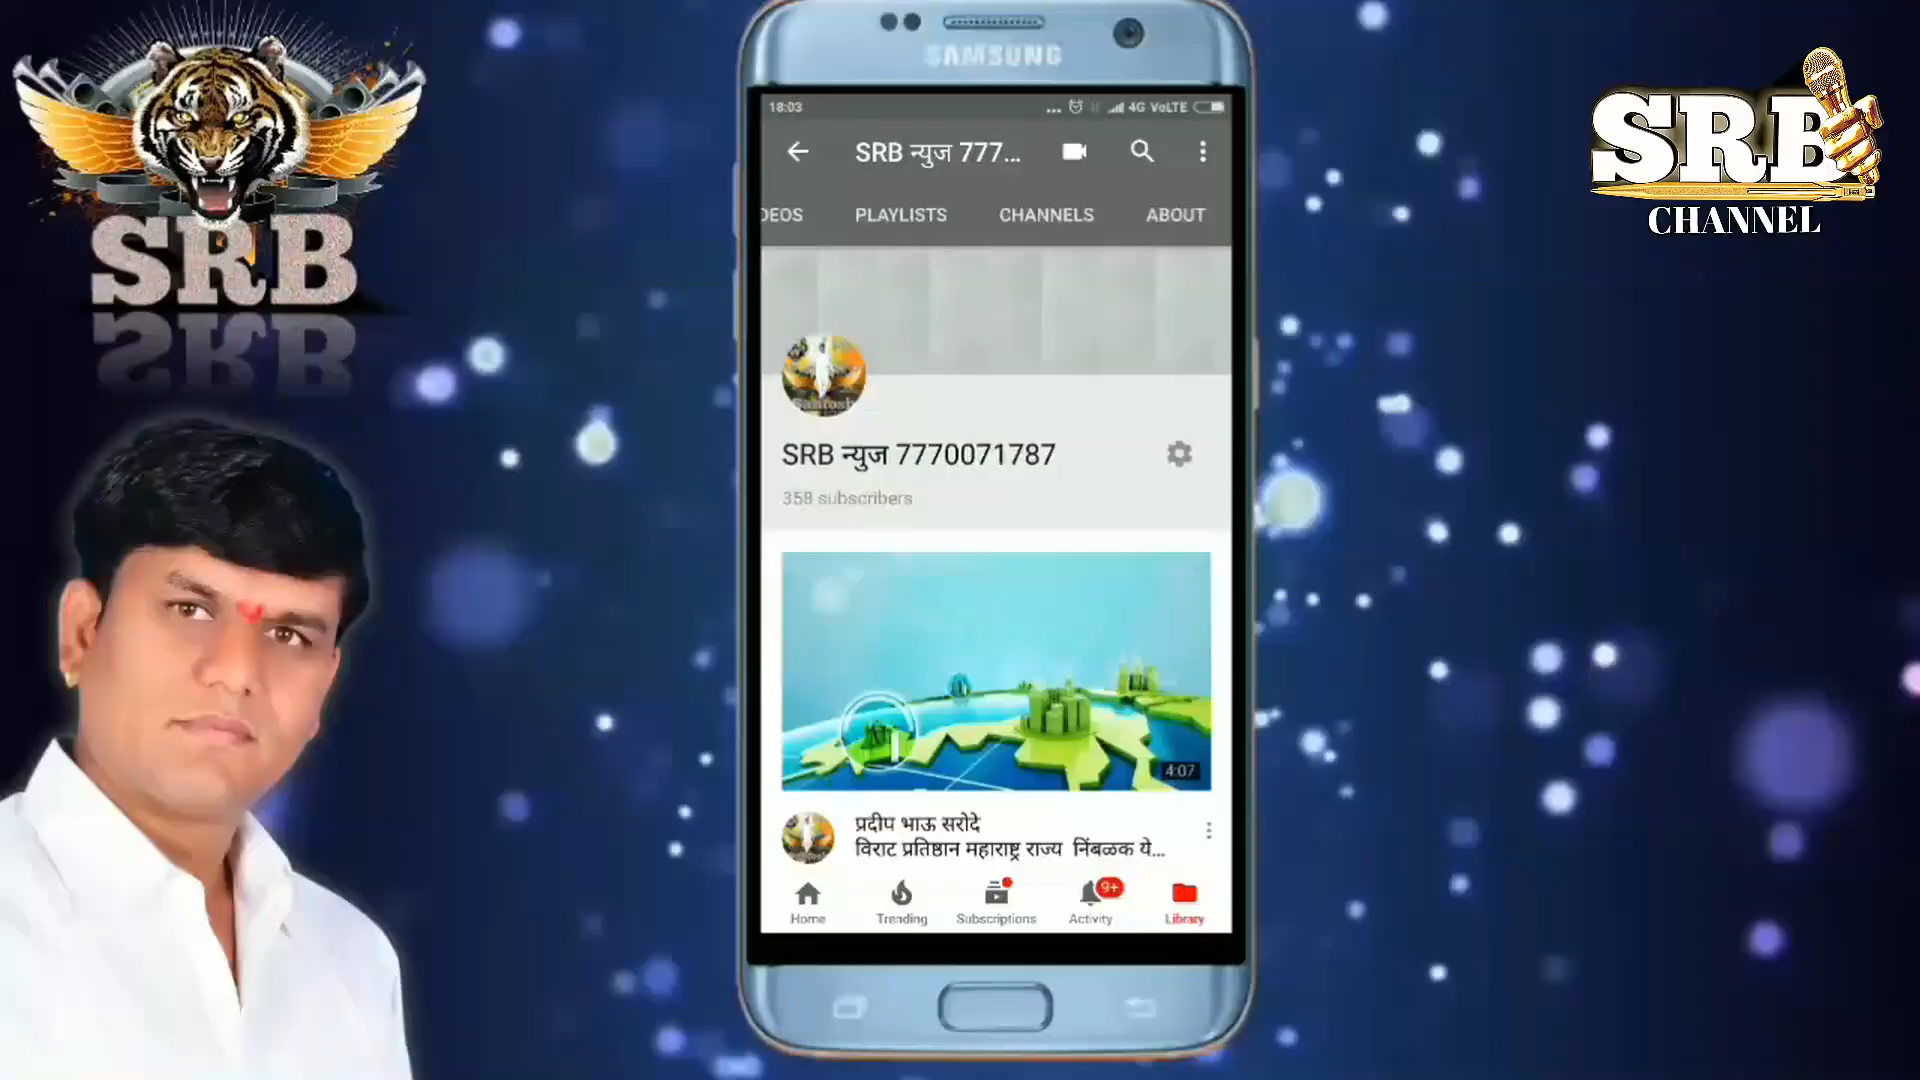 SRB
SRB
CHANNEL
SAMSUNG
18:03
4G VoLTE
SRB न्युज 777...
DEOS PLAYLISTS CHANNELS ABOUT
Santosh
SRB न्युज 7770071787
358 subscribers
4:07
प्रदीप भाऊ सरोदे
विराट प्रतिष्ठान महाराष्ट्र राज्य निंबळक ये...
9+
Home Trending Subscriptions Activity Library